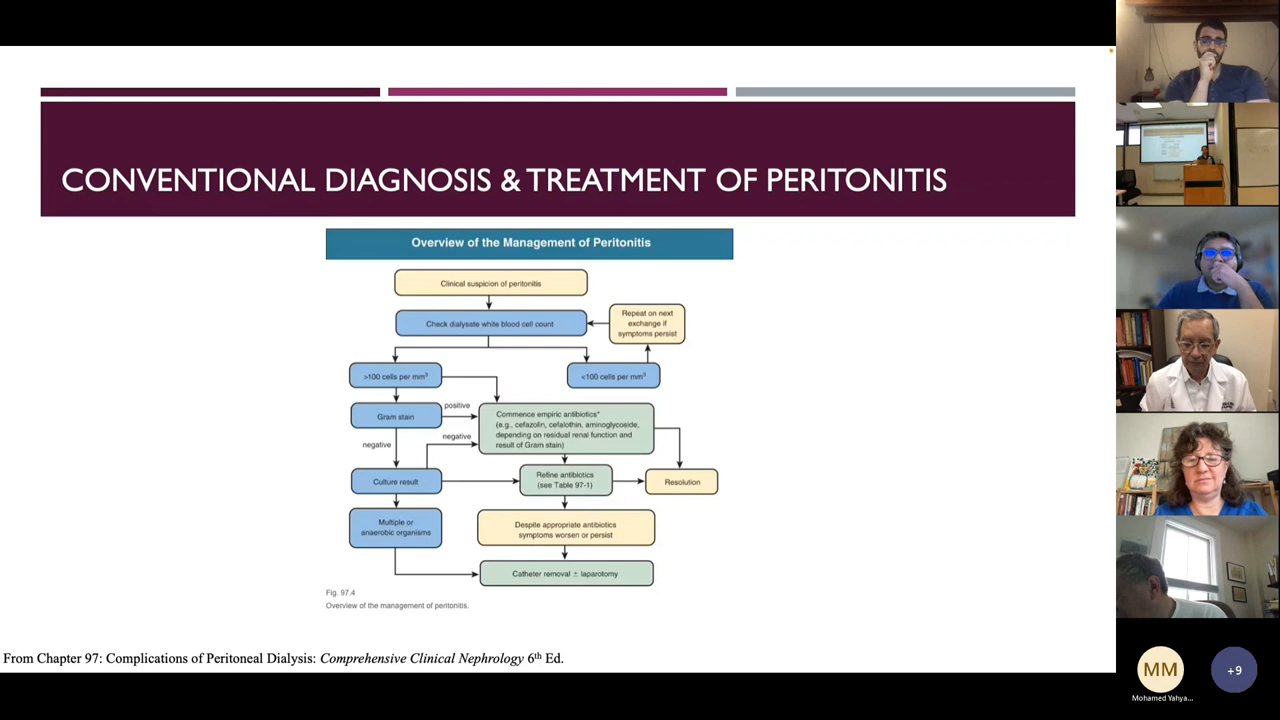 CONVENTIONAL DIAGNOSIS & TREATMENT OF PERITONITIS
Overview of the Management of Peritonitis
Clinical suspicion of peritonitis
Check dialysate white blood cell count
Repeat on next
exchange if
symptoms persist
>100 cells per mm³
<100 cells per mm³
Gram stain
positive
negative
negative
Commence empiric antibiotics*
(e.g., cefazolin, cefalothin, aminoglycoside,
depending on residual renal function and
result of Gram stain)
Culture result
Refine antibiotics
(see Table 97-1)
Resolution
Multiple or
anaerobic organisms
Despite appropriate antibiotics
symptoms worsen or persist
Catheter removal ± laparotomy
Fig. 97.4
Overview of the management of peritonitis.
From Chapter 97: Complications of Peritoneal Dialysis: Comprehensive Clinical Nephrology 6th Ed.
MM
Mohamed Yahya...
+9